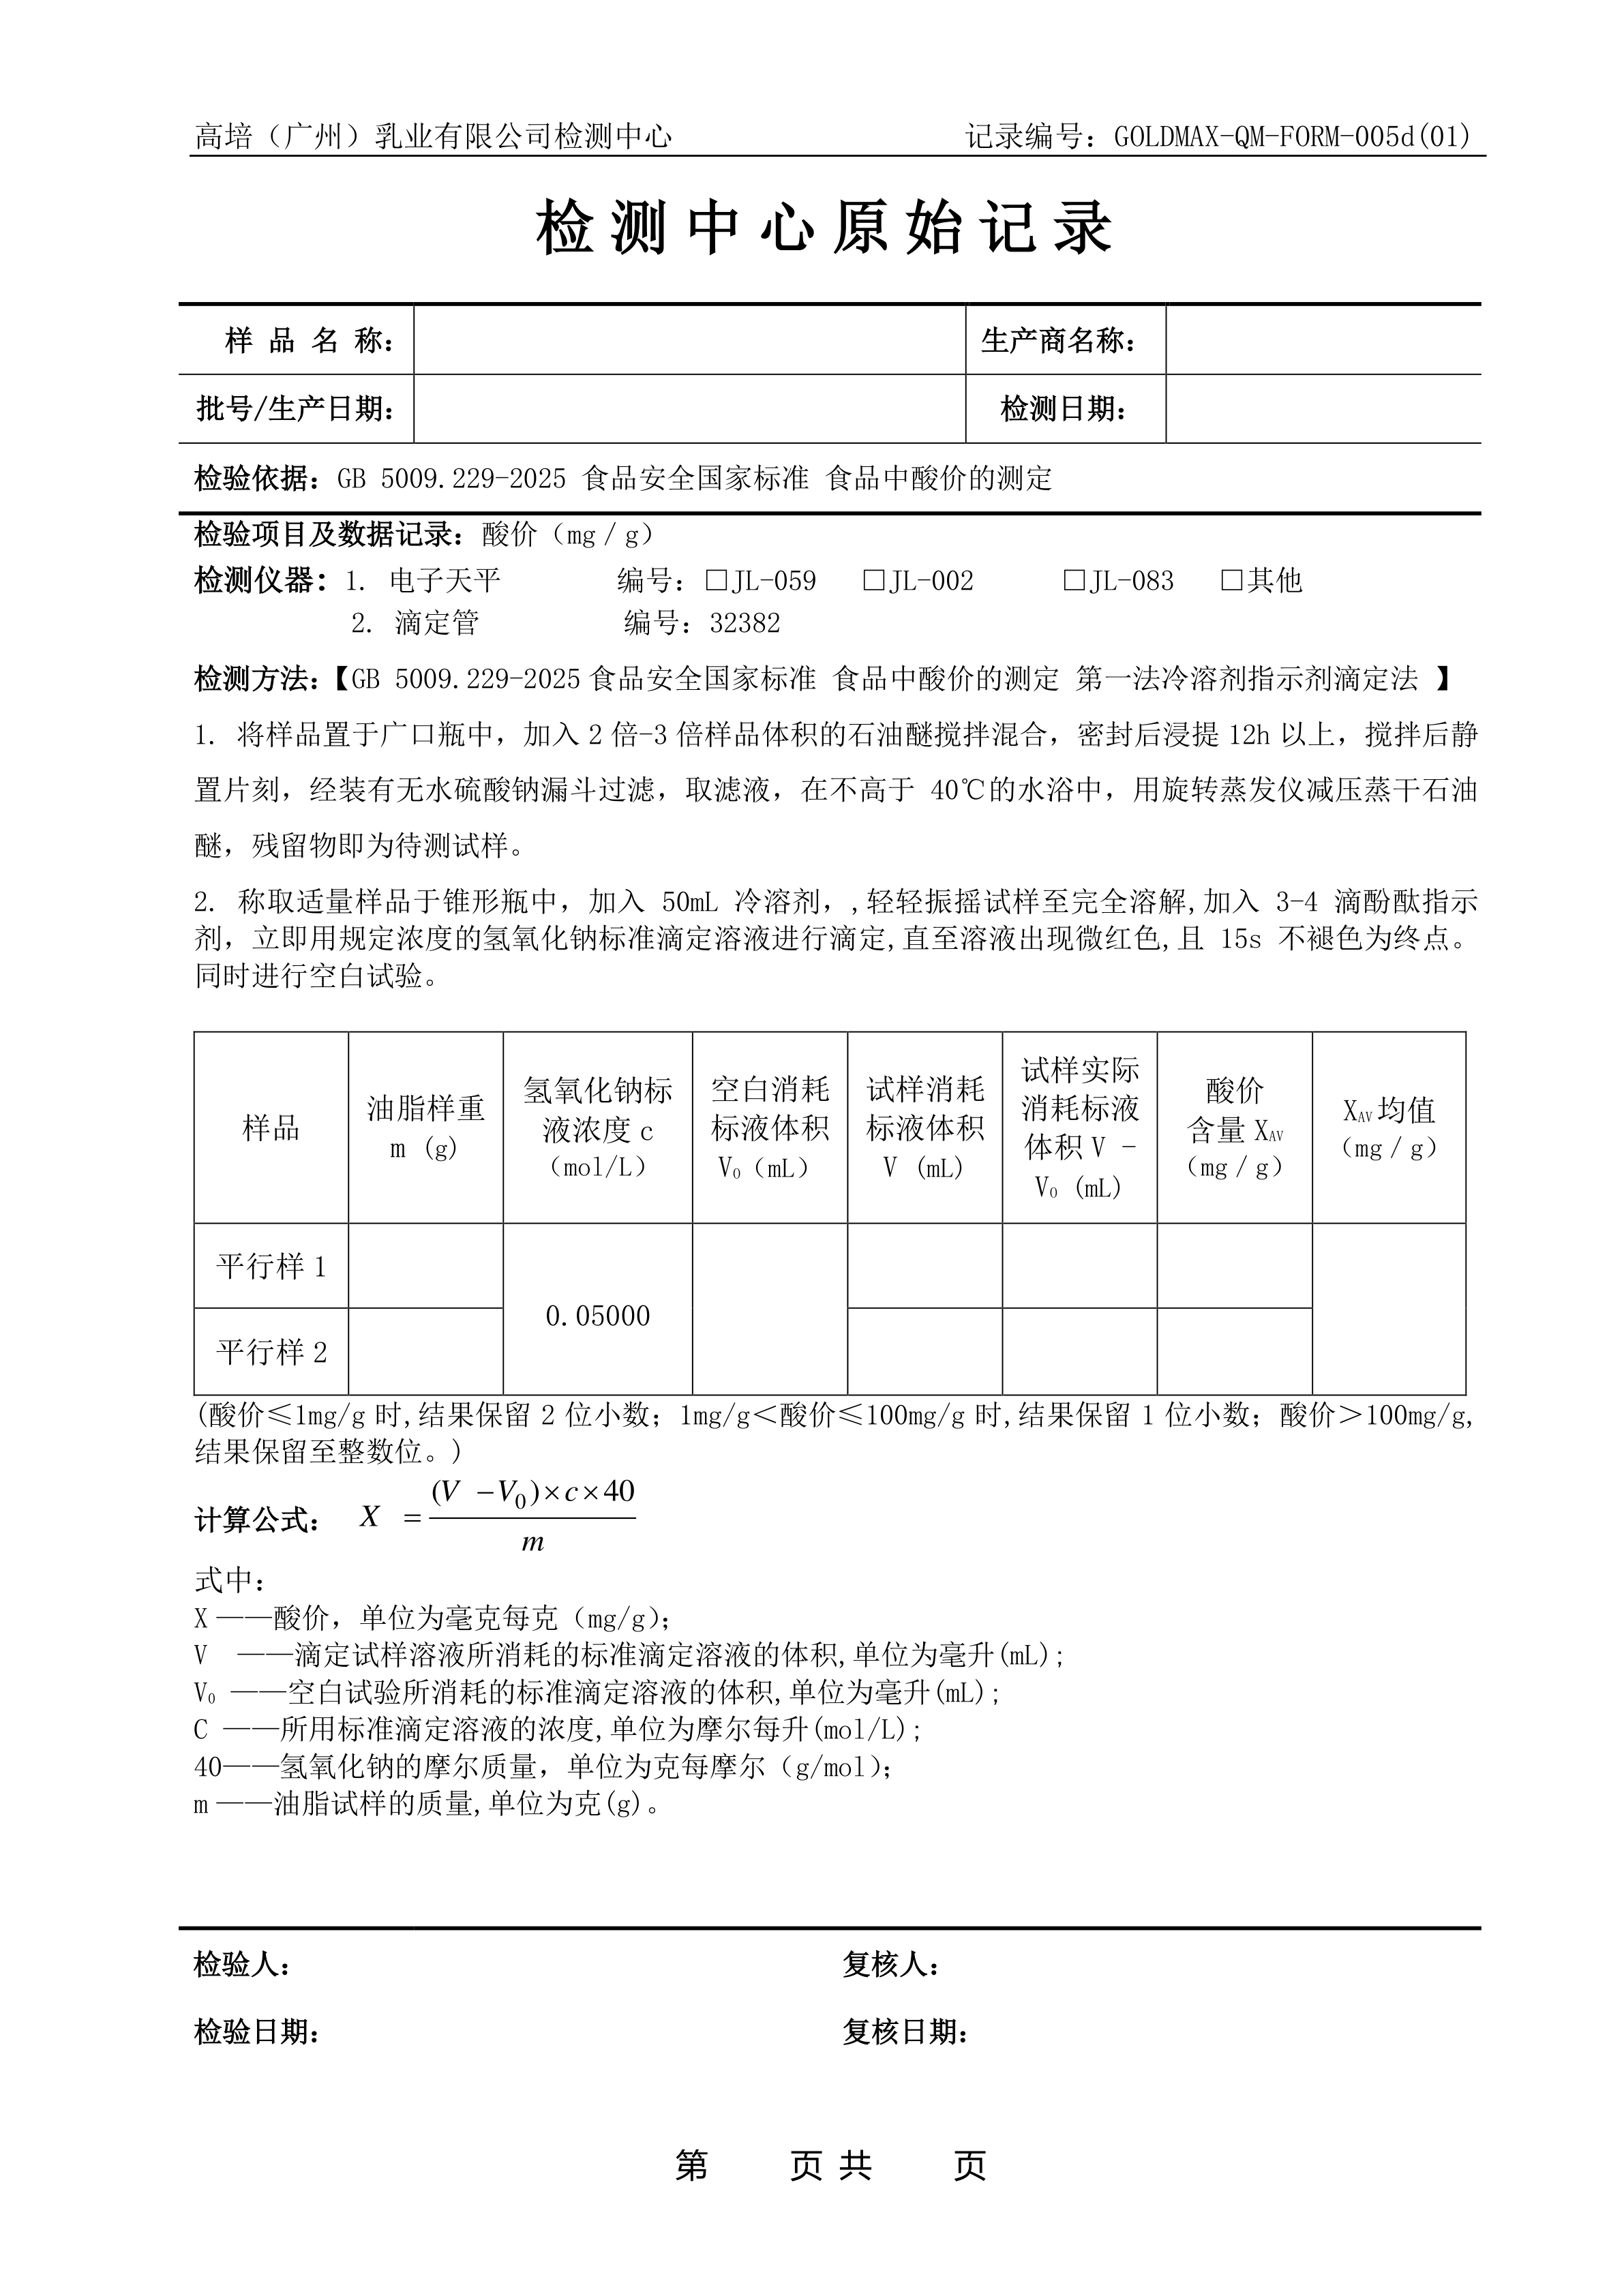 高培（广州）乳业有限公司检测中心 记录编号：GOLDMAX-QM-FORM-005d(01)
检测中心原始记录
样 品 名 称： 生产商名称：
批号/生产日期： 检测日期：
检验依据：GB 5009.229-2025 食品安全国家标准 食品中酸价的测定
检验项目及数据记录：酸价（mg / g）
检测仪器：1. 电子天平 编号：□JL-059 □JL-002 □JL-083 □其他
2. 滴定管 编号：32382
检测方法：【GB 5009.229-2025 食品安全国家标准 食品中酸价的测定 第一法冷溶剂指示剂滴定法 】
1. 将样品置于广口瓶中，加入 2 倍-3 倍样品体积的石油醚搅拌混合，密封后浸提 12h 以上，搅拌后静
置片刻，经装有无水硫酸钠漏斗过滤，取滤液，在不高于 40℃的水浴中，用旋转蒸发仪减压蒸干石油
醚，残留物即为待测试样。
2. 称取适量样品于锥形瓶中，加入 50mL 冷溶剂，,轻轻振摇试样至完全溶解,加入 3-4 滴酚酞指示
剂，立即用规定浓度的氢氧化钠标准滴定溶液进行滴定,直至溶液出现微红色,且 15s 不褪色为终点。
同时进行空白试验。
样品 油脂样重 m (g) 氢氧化钠标液浓度 c（mol/L） 空白消耗标液体积 V₀（mL） 试样消耗标液体积 V (mL) 试样实际消耗标液体积 V - V₀ (mL) 酸价含量 XAV（mg / g） XAV 均值（mg / g）
平行样 1
0.05000
平行样 2
(酸价≤1mg/g 时,结果保留 2 位小数；1mg/g＜酸价≤100mg/g 时,结果保留 1 位小数；酸价＞100mg/g,
结果保留至整数位。)
计算公式： X = (V - V₀)×c×40 / m
式中：
X ——酸价，单位为毫克每克（mg/g）；
V ——滴定试样溶液所消耗的标准滴定溶液的体积,单位为毫升(mL);
V₀ ——空白试验所消耗的标准滴定溶液的体积,单位为毫升(mL);
C ——所用标准滴定溶液的浓度,单位为摩尔每升(mol/L);
40——氢氧化钠的摩尔质量，单位为克每摩尔（g/mol）；
m ——油脂试样的质量,单位为克(g)。
检验人： 复核人：
检验日期： 复核日期：
第 页 共 页